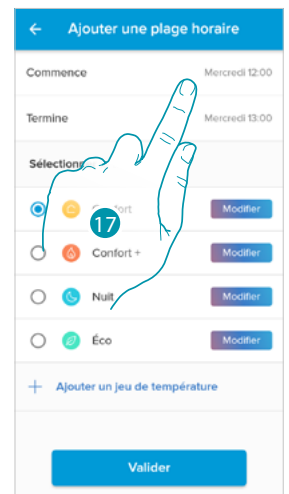 Ajouter une plage horaire
Commence Mercredi 12:00
Termine Mercredi 13:00
Sélections
Confort Modifier
17
Confort + Modifier
Nuit Modifier
Éco Modifier
+ Ajouter un jeu de température
Valider